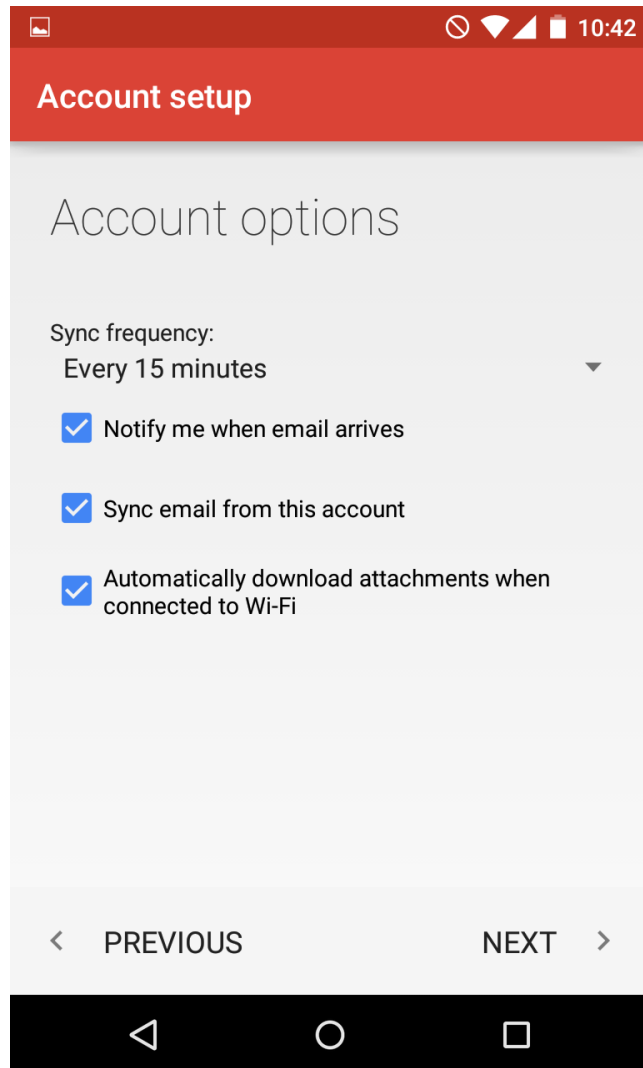 10:42
Account setup
Account options
Sync frequency:
Every 15 minutes
Notify me when email arrives
Sync email from this account
Automatically download attachments when
connected to Wi-Fi
PREVIOUS
NEXT